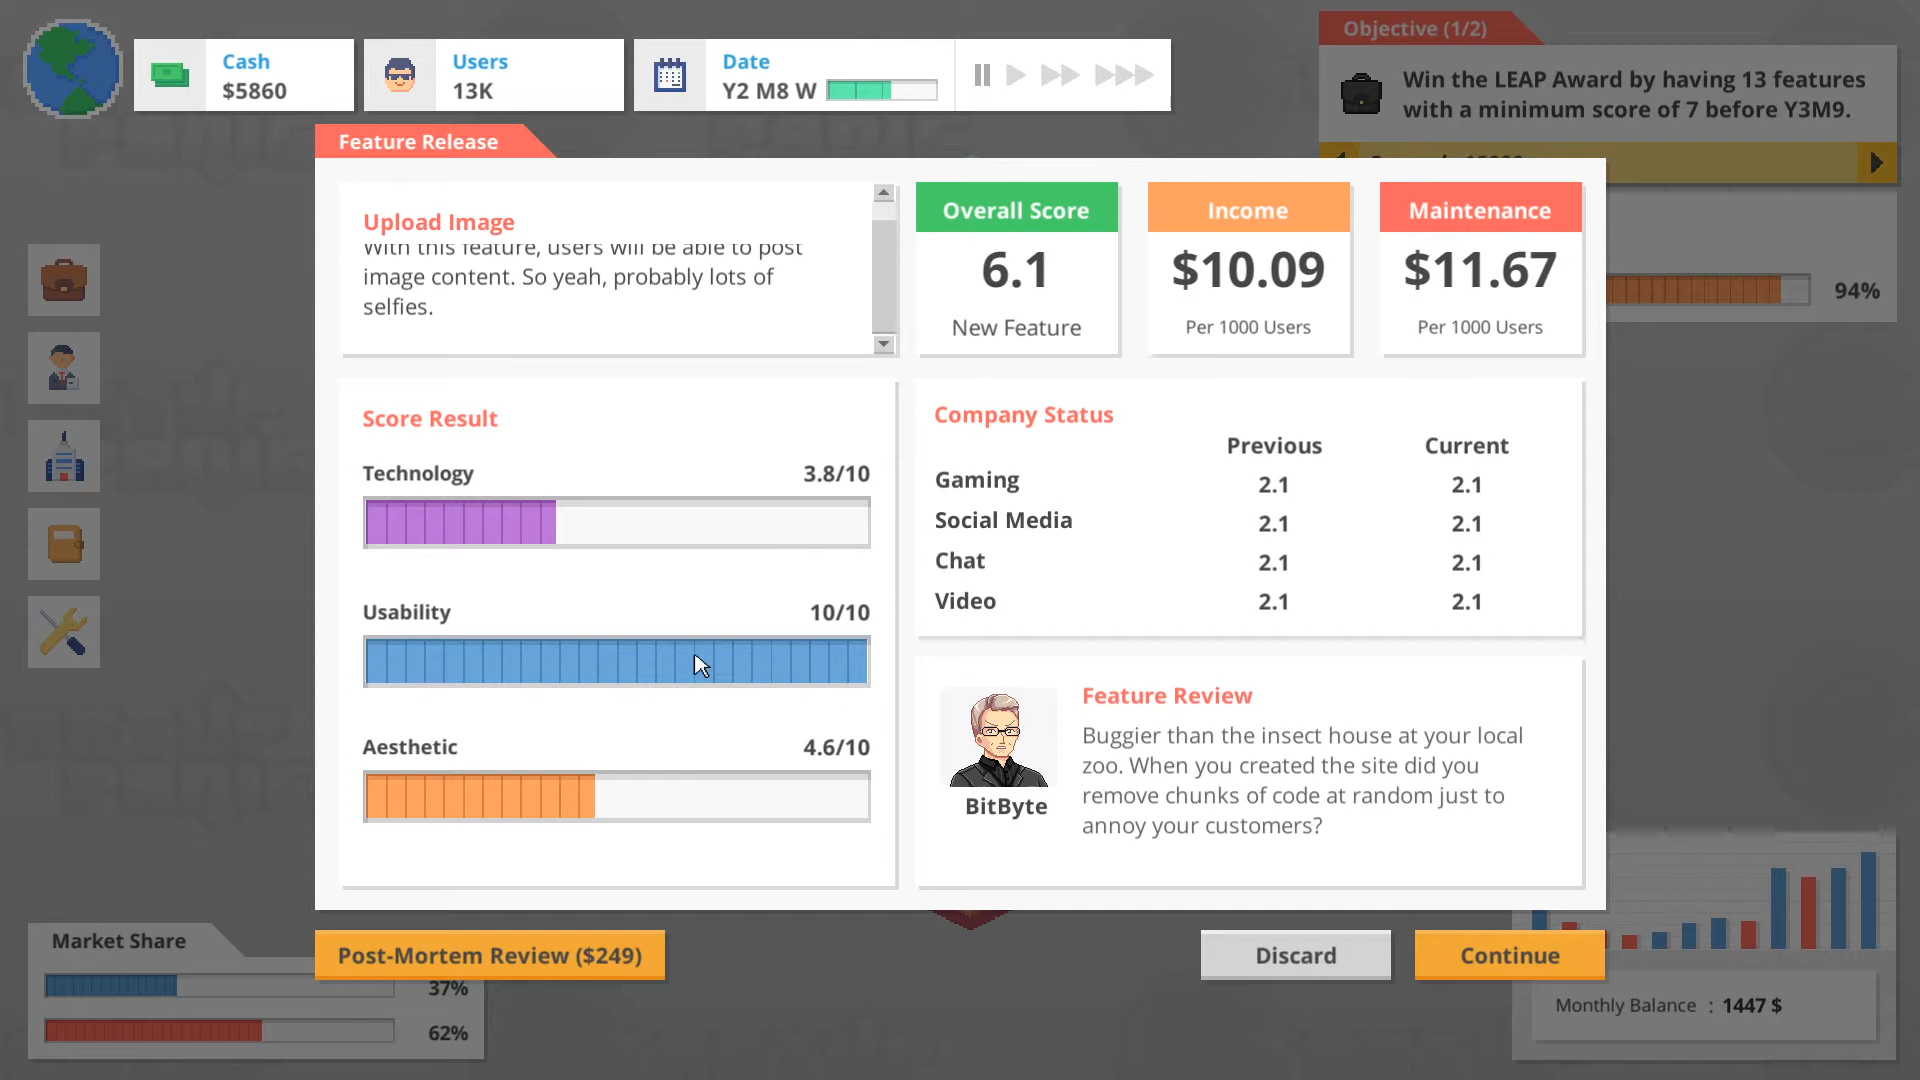 Cash
$5860
Users
13K
Date
Y2 M8 W
Objective (1/2)
Win the LEAP Award by having 13 features
with a minimum score of 7 before Y3M9.
94%
Feature Release
Upload Image
With this feature, users will be able to post
image content. So yeah, probably lots of
selfies.
Overall Score
6.1
New Feature
Income
$10.09
Per 1000 Users
Maintenance
$11.67
Per 1000 Users
Score Result
Technology 3.8/10
Usability 10/10
Aesthetic 4.6/10
Company Status
Previous Current
Gaming 2.1 2.1
Social Media 2.1 2.1
Chat 2.1 2.1
Video 2.1 2.1
BitByte
Feature Review
Buggier than the insect house at your local
zoo. When you created the site did you
remove chunks of code at random just to
annoy your customers?
Post-Mortem Review ($249)
Discard
Continue
Market Share
37%
62%
Monthly Balance : 1447 $